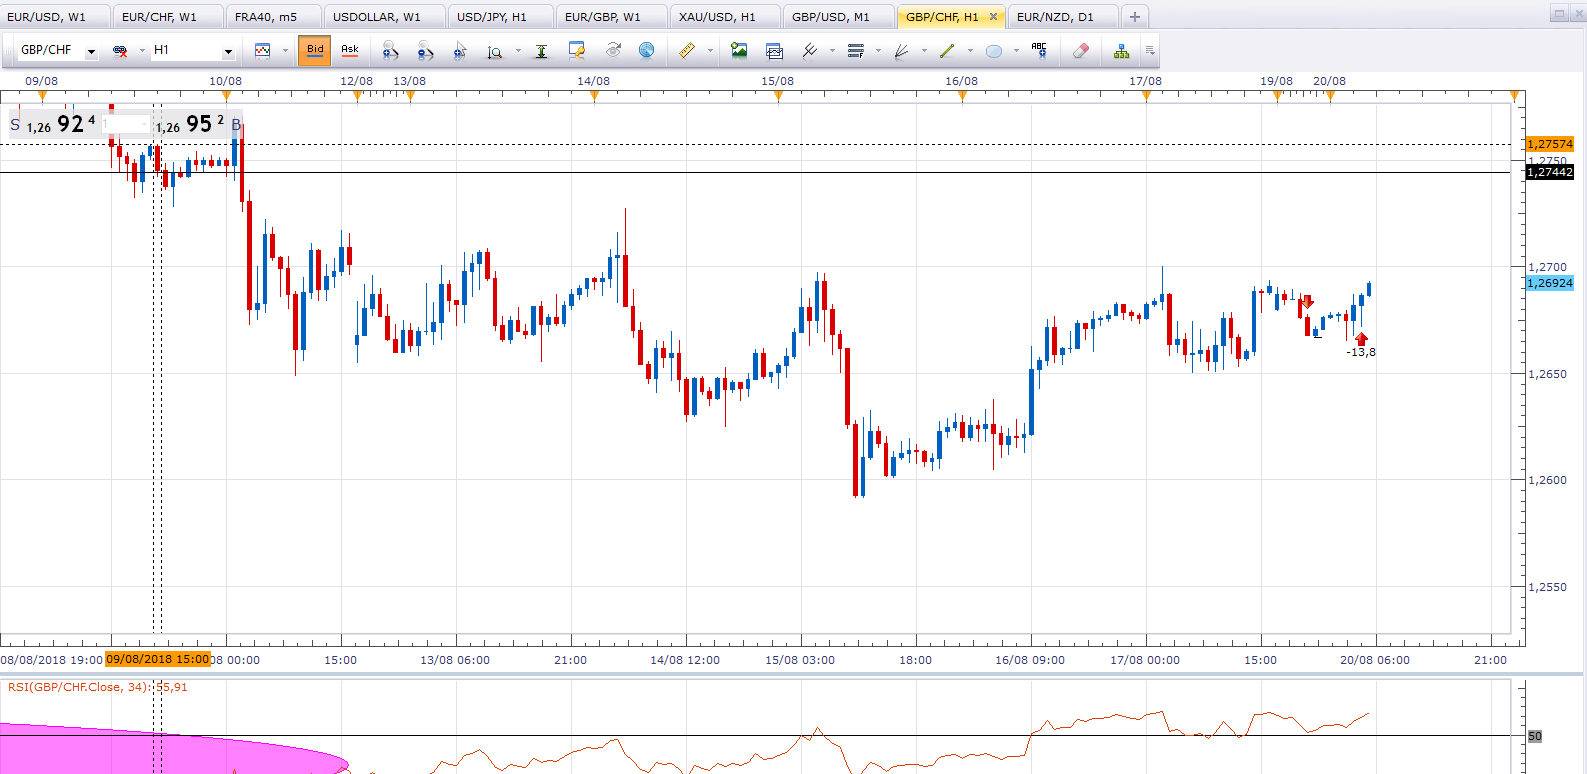 EUR/USD, W1 EUR/CHF, W1 FRA40, m5 USDOLLAR, W1 USD/JPY, H1 EUR/GBP, W1 XAU/USD, H1 GBP/USD, M1 GBP/CHF, H1 EUR/NZD, D1
GBP/CHF H1 Bid Ask ABC
09/08 10/08 12/08 13/08 14/08 15/08 16/08 17/08 19/08 20/08
S 1,26 92 4 1 1,26 95 2 B
1,27574
1,2750
1,27442
1,2700
1,26924
-13,8
1,2650
1,2600
1,2550
08/08/2018 19:00 09/08/2018 15:00 /08 00:00 15:00 13/08 06:00 21:00 14/08 12:00 15/08 03:00 18:00 16/08 09:00 17/08 00:00 15:00 20/08 06:00 21:00
RSI(GBP/CHF.Close, 34): 55,91
50